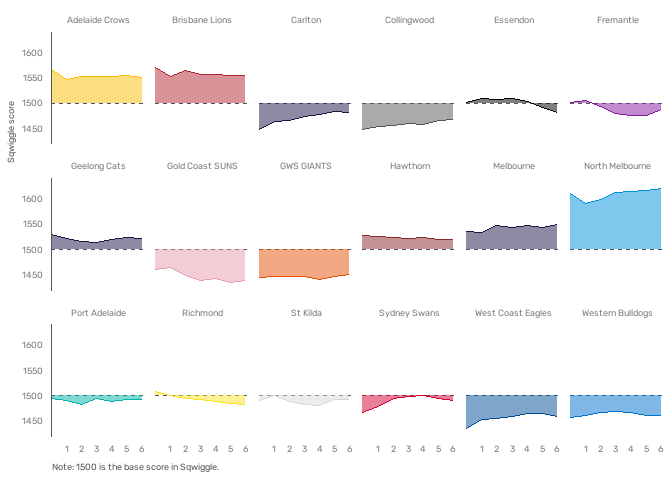 Adelaide Crows Brisbane Lions Carlton Collingwood Essendon Fremantle
1600
1550
1500
1450
Sqwiggle score
Geelong Cats Gold Coast SUNS GWS GIANTS Hawthorn Melbourne North Melbourne
1600
1550
1500
1450
Port Adelaide Richmond St Kilda Sydney Swans West Coast Eagles Western Bulldogs
1600
1550
1500
1450
1 2 3 4 5 6 1 2 3 4 5 6 1 2 3 4 5 6 1 2 3 4 5 6 1 2 3 4 5 6 1 2 3 4 5 6
Note: 1500 is the base score in Sqwiggle.